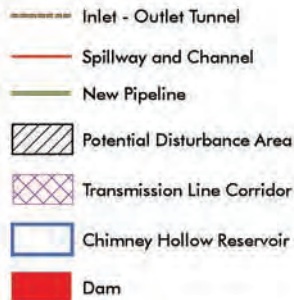 Inlet - Outlet Tunnel
Spillway and Channel
New Pipeline
Potential Disturbance Area
Transmission Line Corridor
Chimney Hollow Reservoir
Dam